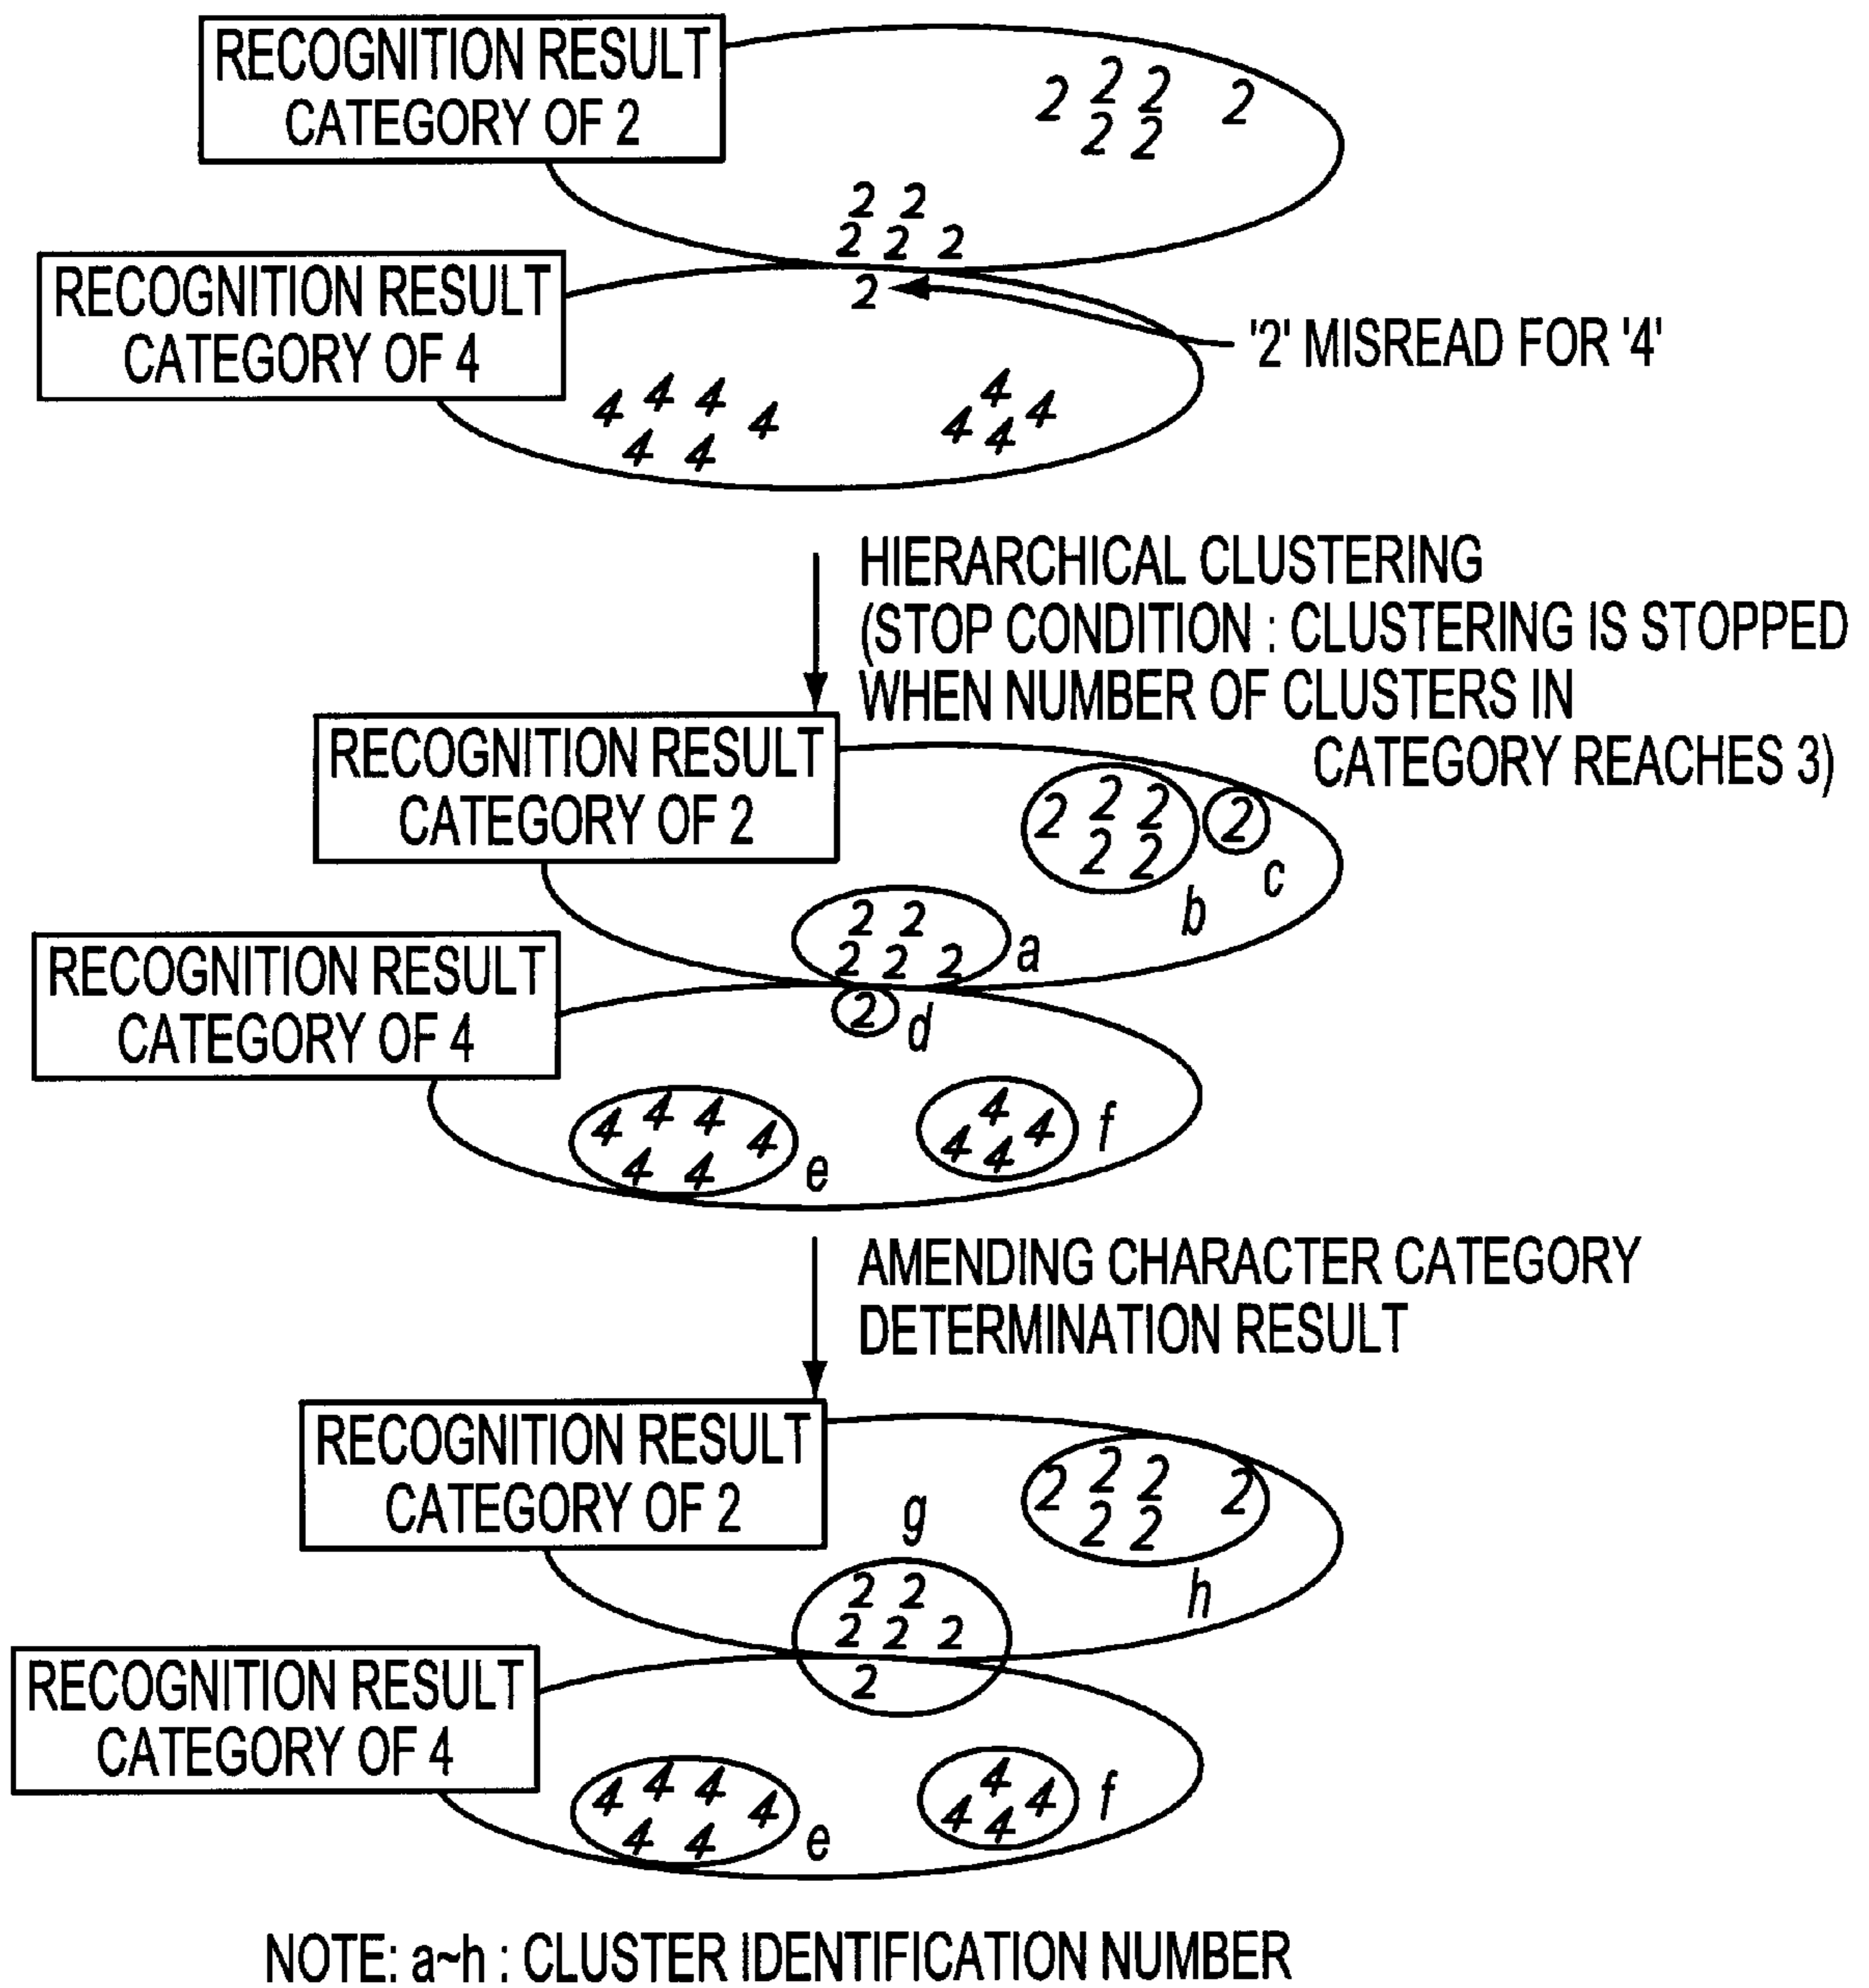 RECOGNITION RESULT
CATEGORY OF 2
2 2 2 2
2 2
2 2
2 2 2
RECOGNITION RESULT
CATEGORY OF 4
2
'2' MISREAD FOR '4'
4 4 4 4 4 4 4
4 4 4
HIERARCHICAL CLUSTERING
(STOP CONDITION : CLUSTERING IS STOPPED
WHEN NUMBER OF CLUSTERS IN
CATEGORY REACHES 3)
RECOGNITION RESULT
CATEGORY OF 2
2 2 2 2
2 2
c
b
2 2
2 2 2
a
RECOGNITION RESULT
CATEGORY OF 4
2
d
4 4 4 4 4 4 4
4 4 4
f
e
AMENDING CHARACTER CATEGORY
DETERMINATION RESULT
RECOGNITION RESULT
CATEGORY OF 2
2 2 2 2
2 2
g
h
2 2
2 2 2
2
RECOGNITION RESULT
CATEGORY OF 4
4 4 4 4 4 4 4
4 4 4
f
e
NOTE: a~h : CLUSTER IDENTIFICATION NUMBER